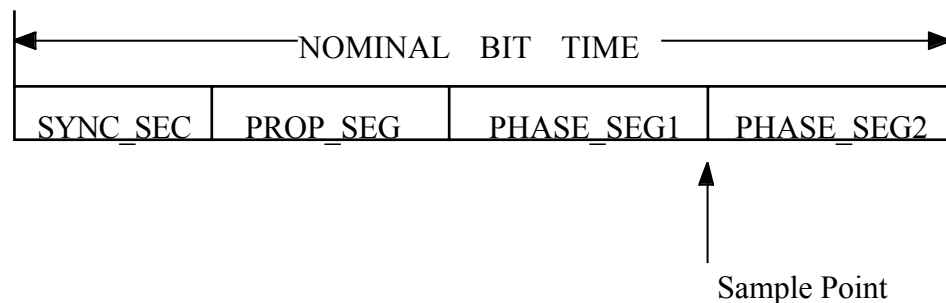 NOMINAL BIT TIME
SYNC_SEC PROP_SEG PHASE_SEG1 PHASE_SEG2
Sample Point